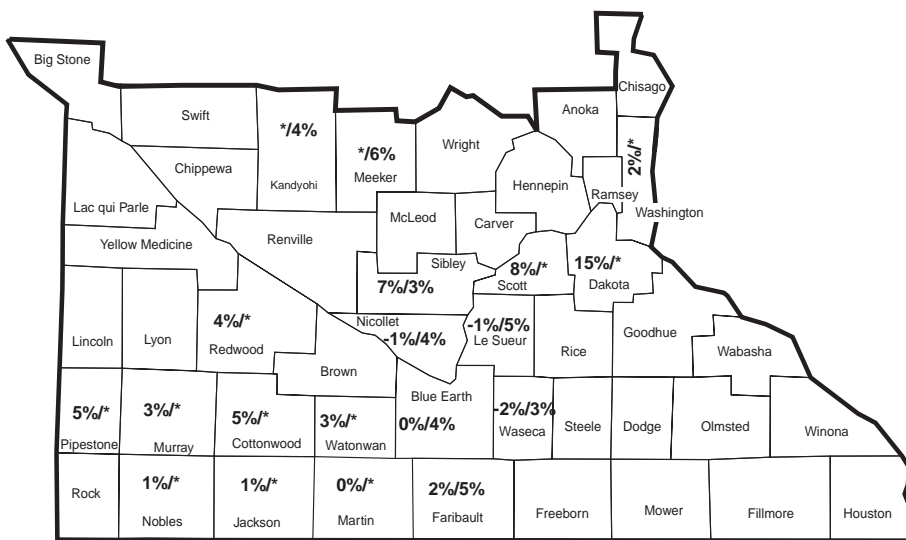 Big Stone
Swift
Chisago
Anoka
*/4%
Kandyohi
*/6%
Meeker
Wright
2%/*
Chippewa
Hennepin
Ramsey
Washington
Lac qui Parle
McLeod
Carver
Yellow Medicine
Renville
Sibley
7%/3%
8%/*
Scott
15%/*
Dakota
Lincoln
Lyon
4%/*
Redwood
Nicollet
-1%/4%
-1%/5%
Le Sueur
Rice
Goodhue
Wabasha
Brown
Blue Earth
0%/4%
5%/*
Pipestone
3%/*
Murray
5%/*
Cottonwood
3%/*
Watonwan
-2%/3%
Waseca
Steele
Dodge
Olmsted
Winona
Rock
1%/*
Nobles
1%/*
Jackson
0%/*
Martin
2%/5%
Faribault
Freeborn
Mower
Fillmore
Houston